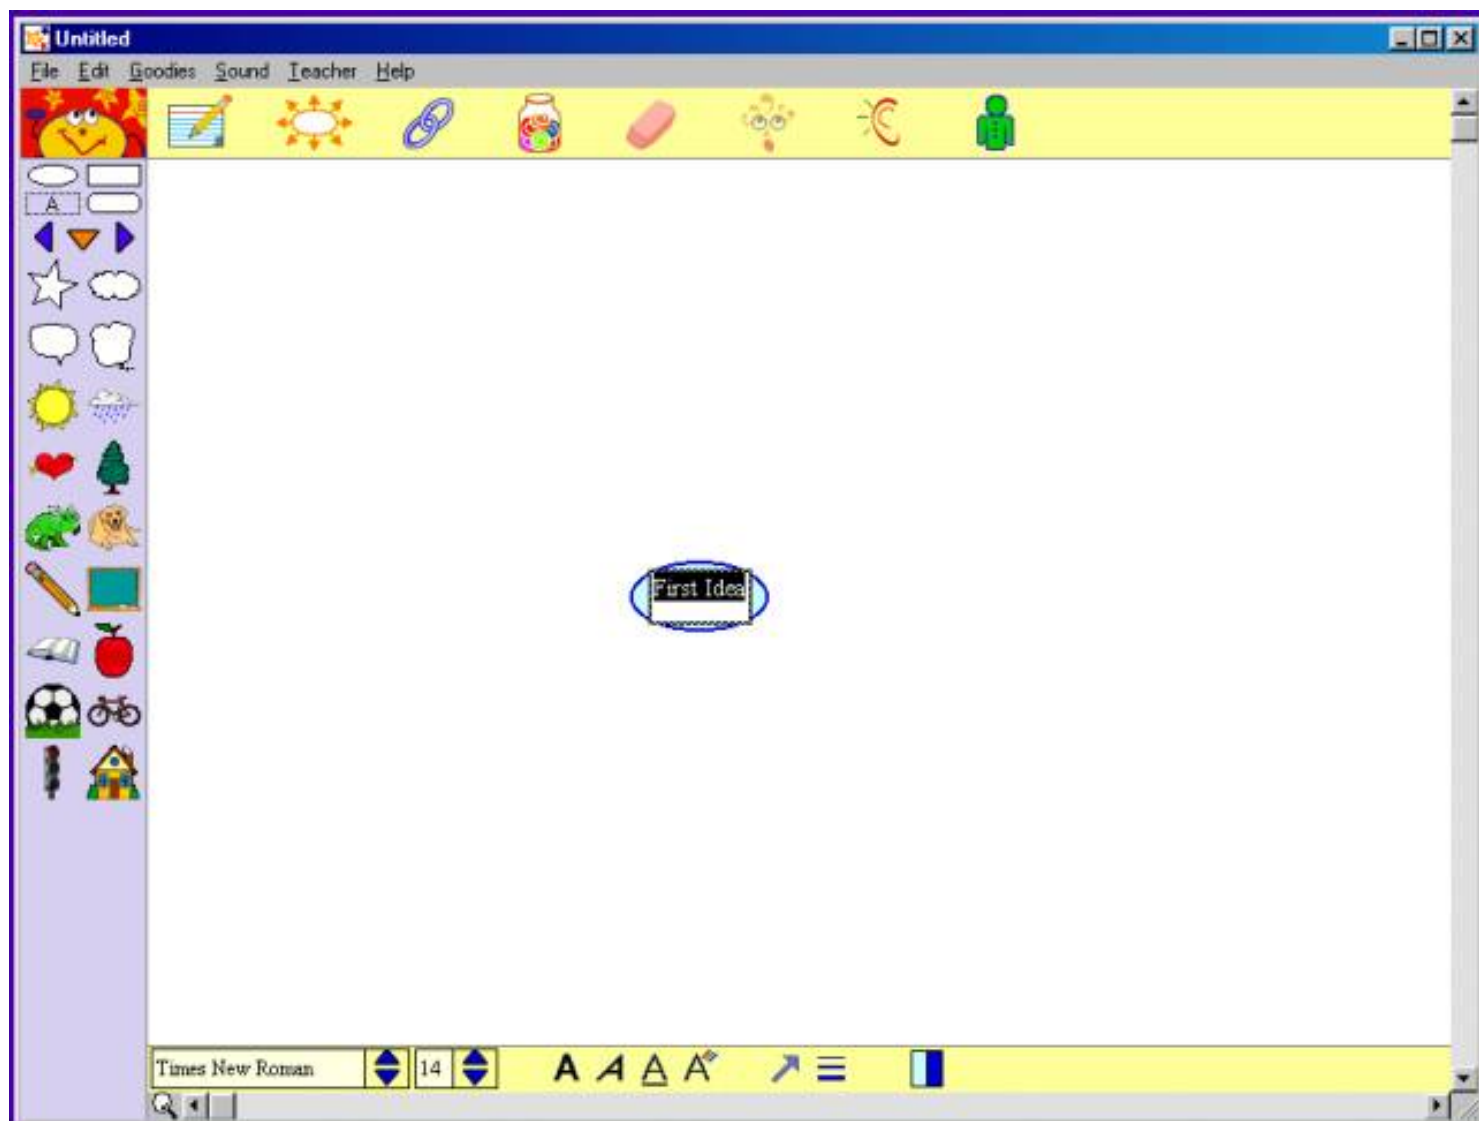 Untitled
File Edit Goodies Sound Teacher Help
A
First Idea
Times New Roman 14 A A A A